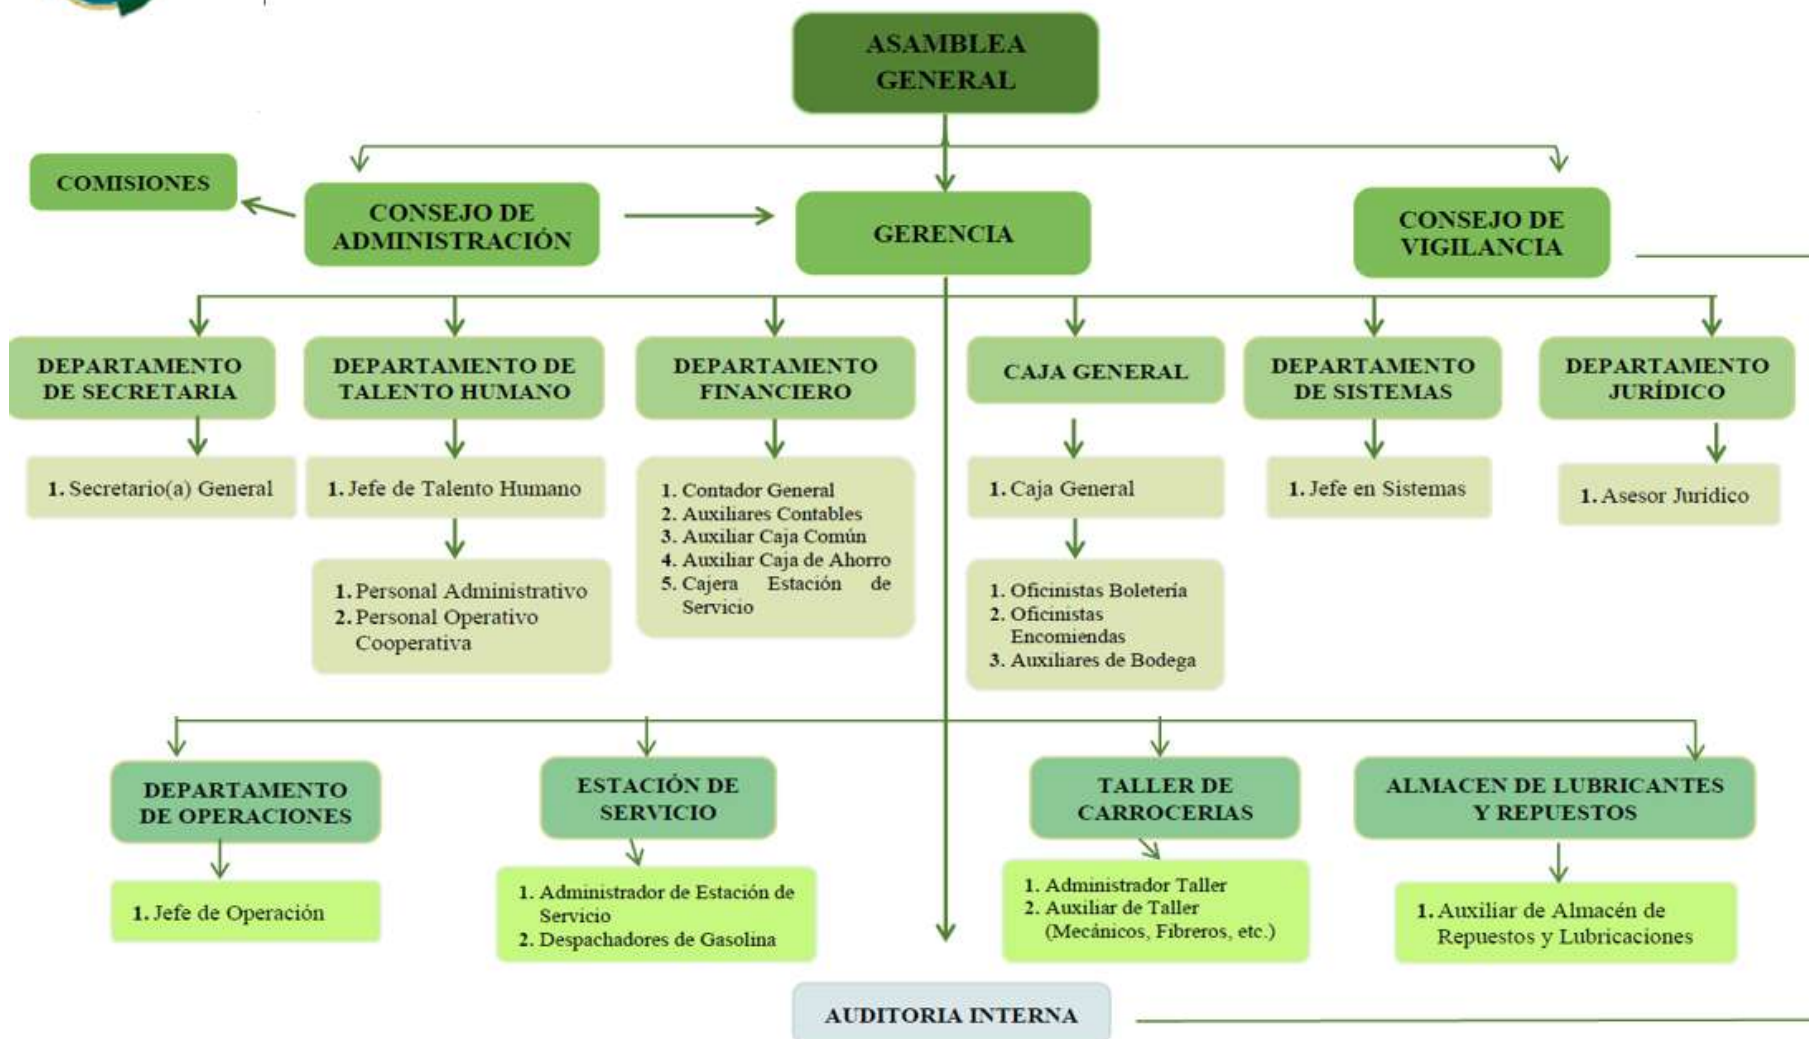 ASAMBLEA
GENERAL
COMISIONES
CONSEJO DE
ADMINISTRACIÓN
GERENCIA
CONSEJO DE
VIGILANCIA
DEPARTAMENTO
DE SECRETARIA
DEPARTAMENTO DE
TALENTO HUMANO
DEPARTAMENTO
FINANCIERO
CAJA GENERAL
DEPARTAMENTO
DE SISTEMAS
DEPARTAMENTO
JURÍDICO
1. Secretario(a) General
1. Jefe de Talento Humano
1. Personal Administrativo
2. Personal Operativo
Cooperativa
1. Contador General
2. Auxiliares Contables
3. Auxiliar Caja Común
4. Auxiliar Caja de Ahorro
5. Cajera Estación de
Servicio
1. Caja General
1. Oficinistas Boletería
2. Oficinistas
Encomiendas
3. Auxiliares de Bodega
1. Jefe en Sistemas
1. Asesor Jurídico
DEPARTAMENTO
DE OPERACIONES
ESTACIÓN DE
SERVICIO
TALLER DE
CARROCERIAS
ALMACEN DE LUBRICANTES
Y REPUESTOS
1. Jefe de Operación
1. Administrador de Estación de
Servicio
2. Despachadores de Gasolina
1. Administrador Taller
2. Auxiliar de Taller
(Mecánicos, Fibreros, etc.)
1. Auxiliar de Almacén de
Repuestos y Lubricaciones
AUDITORIA INTERNA